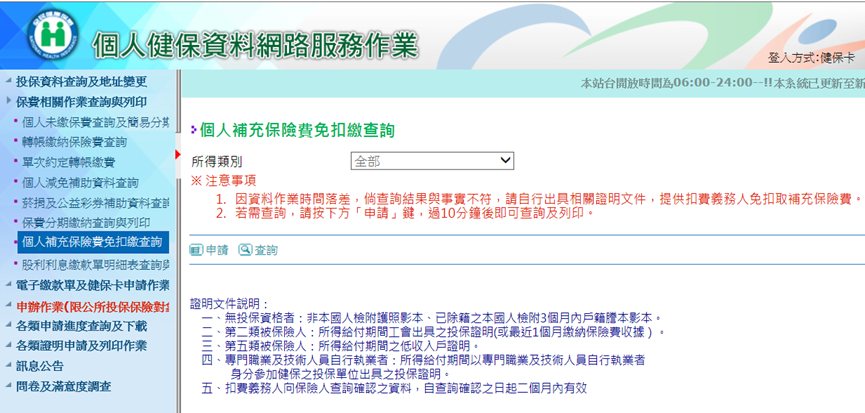 個人健保資料網路服務作業
登入方式:健保卡
本站台開放時間為06:00-24:00--!!本系統已更新至新
投保資料查詢及地址變更
保費相關作業查詢與列印
個人未繳保費查詢及簡易分期
轉帳繳納保險費查詢
單次約定轉帳繳費
個人減免補助資料查詢
菸捐及公益彩券補助資料查詢
保費分期繳納查詢與列印
個人補充保險費免扣繳查詢
股利利息繳款單明細表查詢與
電子繳款單及健保卡申請作業
申辦作業(限公所投保保險對象
各類申請進度查詢及下載
各類證明申請及列印作業
訊息公告
問卷及滿意度調查
個人補充保險費免扣繳查詢
所得類別
全部
※ 注意事項
1. 因資料作業時間落差，倘查詢結果與事實不符，請自行出具相關證明文件，提供扣費義務人免扣取補充保險費。
2. 若需查詢，請按下方「申請」鍵，過10分鐘後即可查詢及列印。
申請 查詢
證明文件說明：
一、無投保資格者：非本國人檢附護照影本、已除籍之本國人檢附3個月內戶籍謄本影本。
二、第二類被保險人：所得給付期間工會出具之投保證明(或最近1個月繳納保險費收據）。
三、第五類被保險人：所得給付期間之低收入戶證明。
四、專門職業及技術人員自行執業者：所得給付期間以專門職業及技術人員自行執業者
身分參加健保之投保單位出具之投保證明。
五、扣費義務人向保險人查詢確認之資料，自查詢確認之日起二個月內有效